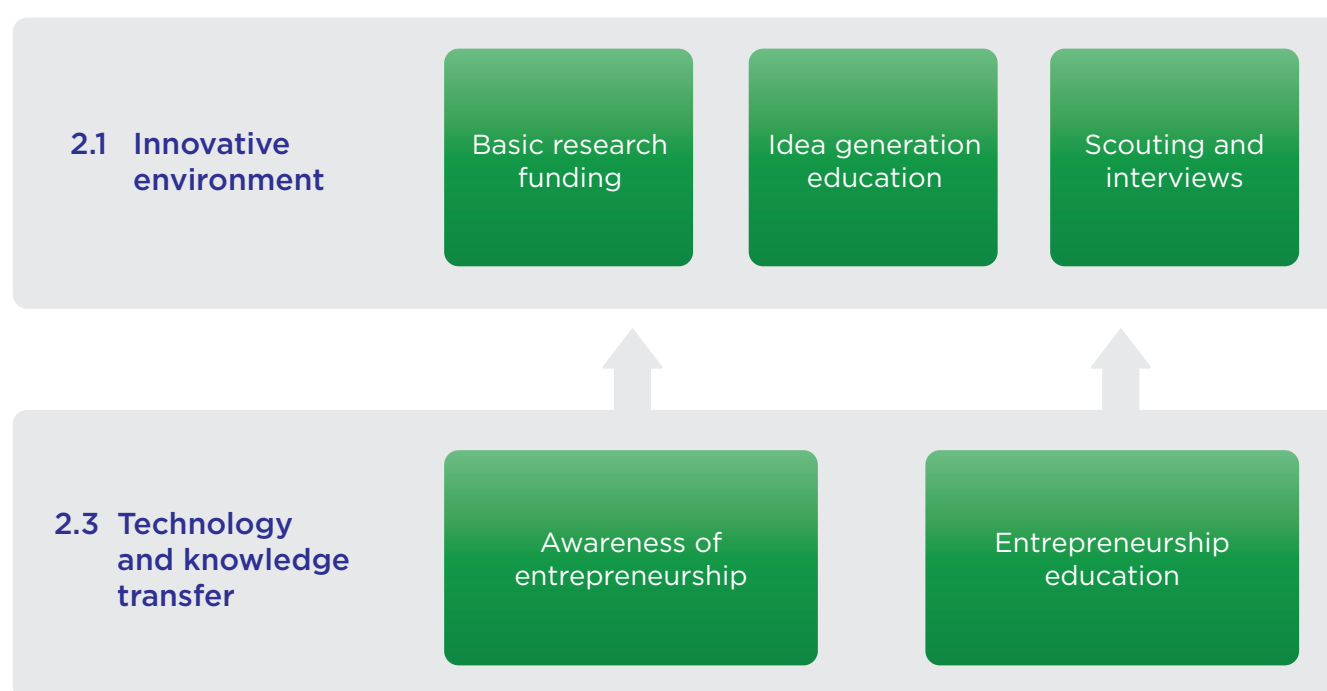 2.1 Innovative
environment
Basic research
funding
Idea generation
education
Scouting and
interviews
2.3 Technology
and knowledge
transfer
Awareness of
entrepreneurship
Entrepreneurship
education